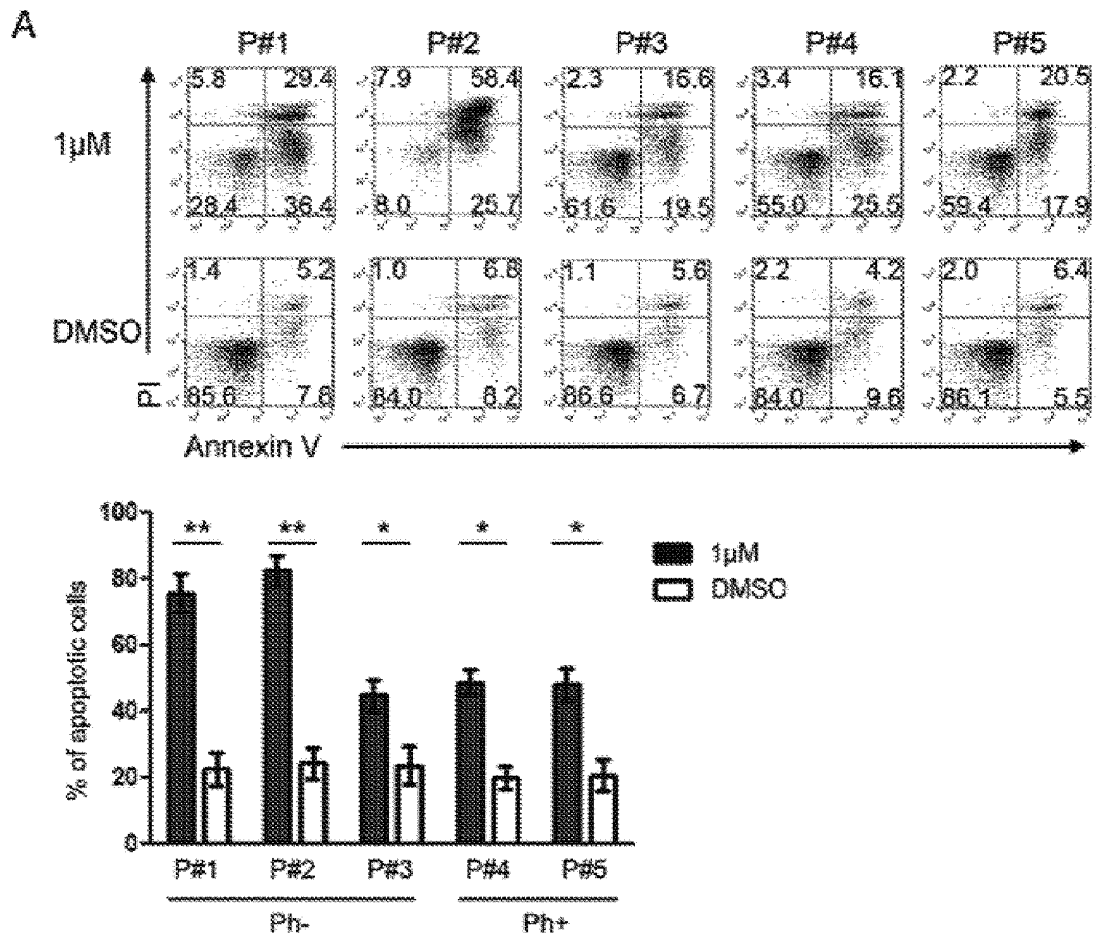 A
P#1 P#2 P#3 P#4 P#5
5.8 29.4 7.9 58.4 2.3 16.6 3.4 16.1 2.2 20.5
1µM
28.4 36.4 8.0 25.7 61.6 19.5 55.0 25.5 59.4 17.9
1.4 5.2 1.0 6.8 1.1 5.6 2.2 4.2 2.0 6.4
DMSO
PI
85.6 7.8 84.0 8.2 86.6 6.7 84.0 9.6 86.1 5.5
Annexin V
100
** ** * * *
1µM
80
DMSO
60
% of apoptotic cells
40
20
0
P#1 P#2 P#3 P#4 P#5
Ph- Ph+